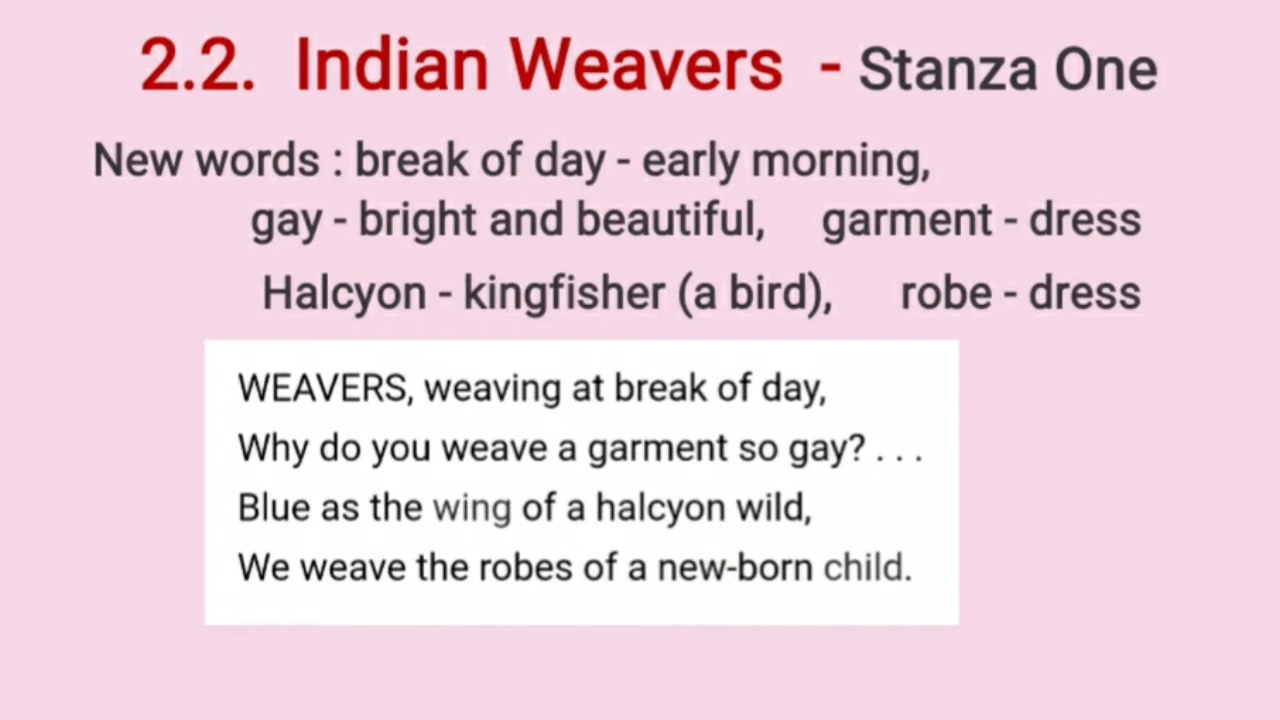 2.2. Indian Weavers - Stanza One
New words : break of day - early morning,
gay - bright and beautiful, garment - dress
Halcyon - kingfisher (a bird), robe - dress
WEAVERS, weaving at break of day,
Why do you weave a garment so gay? . . .
Blue as the wing of a halcyon wild,
We weave the robes of a new-born child.